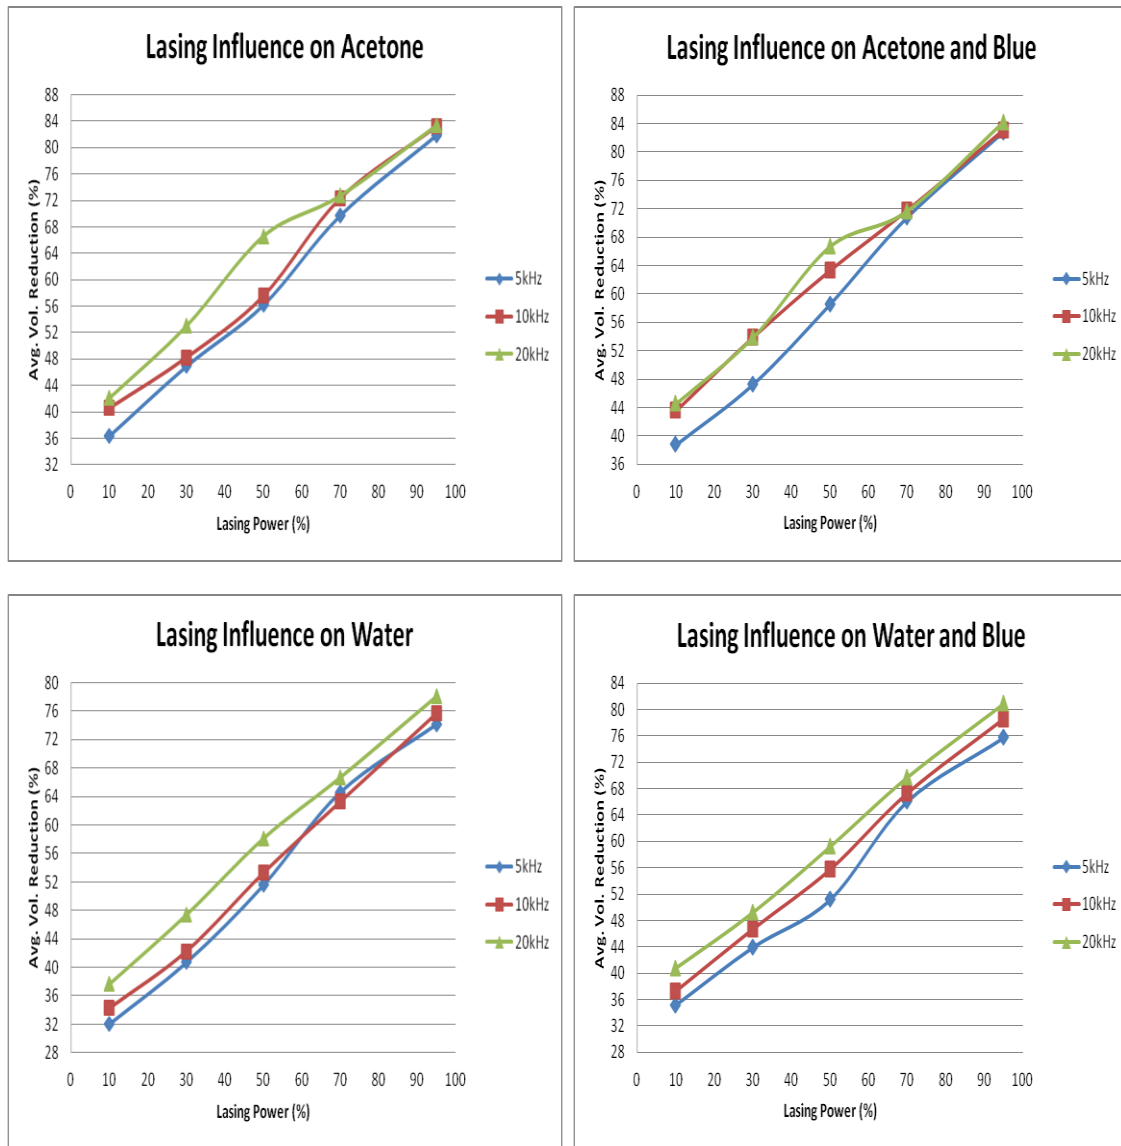 Lasing Influence on Acetone
88
84
80
76
72
68
64
60
56
52
48
44
40
36
32
Avg. Vol. Reduction (%)
0 10 20 30 40 50 60 70 80 90 100
Lasing Power (%)
5kHz
10kHz
20kHz
Lasing Influence on Acetone and Blue
88
84
80
76
72
68
64
60
56
52
48
44
40
36
Avg. Vol. Reduction (%)
0 10 20 30 40 50 60 70 80 90 100
Lasing Power (%)
5kHz
10kHz
20kHz
Lasing Influence on Water
80
76
72
68
64
60
56
52
48
44
40
36
32
28
Avg. Vol. Reduction (%)
0 10 20 30 40 50 60 70 80 90 100
Lasing Power (%)
5kHz
10kHz
20kHz
Lasing Influence on Water and Blue
84
80
76
72
68
64
60
56
52
48
44
40
36
32
28
Avg. Vol. Reduction (%)
0 10 20 30 40 50 60 70 80 90 100
Lasing Power (%)
5kHz
10kHz
20kHz